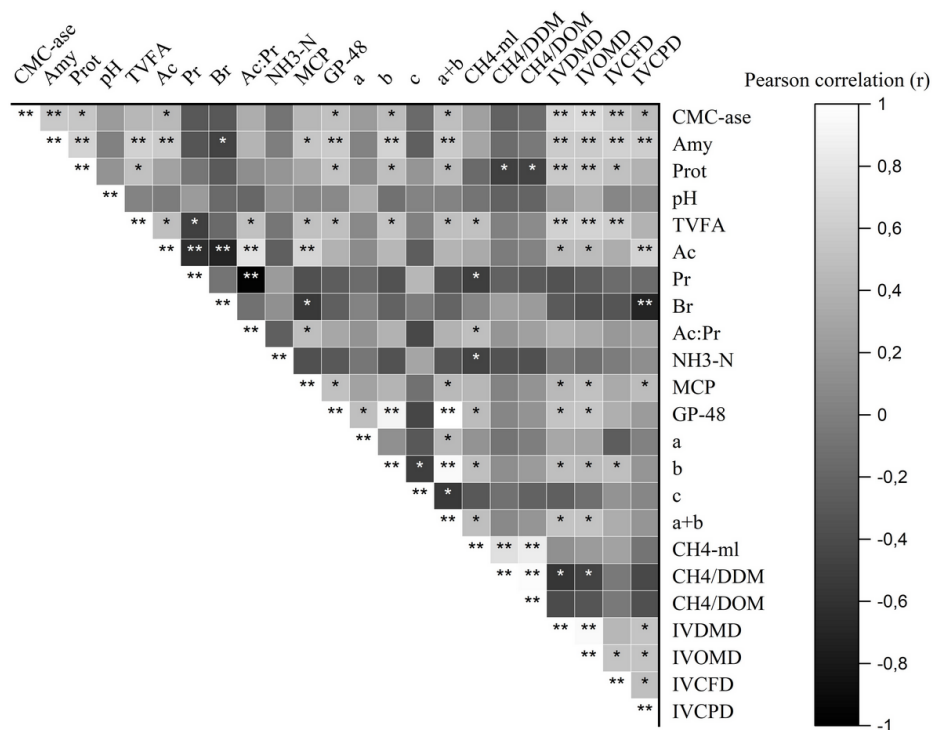 CMC-ase Amy Prot pH TVFA Ac Pr Br Ac:Pr NH3-N MCP GP-48 a b c a+b CH4-ml CH4/DDM CH4/DOM IVDMD IVOMD IVCFD IVCPD
Pearson correlation (r)
** ** * * * * * ** ** ** * CMC-ase
** ** ** ** * * ** ** ** ** ** ** ** Amy
** * * * * * * ** ** * Prot
** pH
** * * * * * * * * ** ** ** TVFA
** ** ** ** ** * * ** Ac
** ** * Pr
** * ** Br
** * * Ac:Pr
** * NH3-N
** * * * * * MCP
** * ** ** * * * GP-48
** * a
** * ** * * * * b
** * c
** * * * a+b
** ** ** CH4-ml
** ** * * CH4/DDM
** CH4/DOM
** ** * IVDMD
** * * IVOMD
** * IVCFD
** IVCPD
1
0,8
0,6
0,4
0,2
0
-0,2
-0,4
-0,6
-0,8
-1